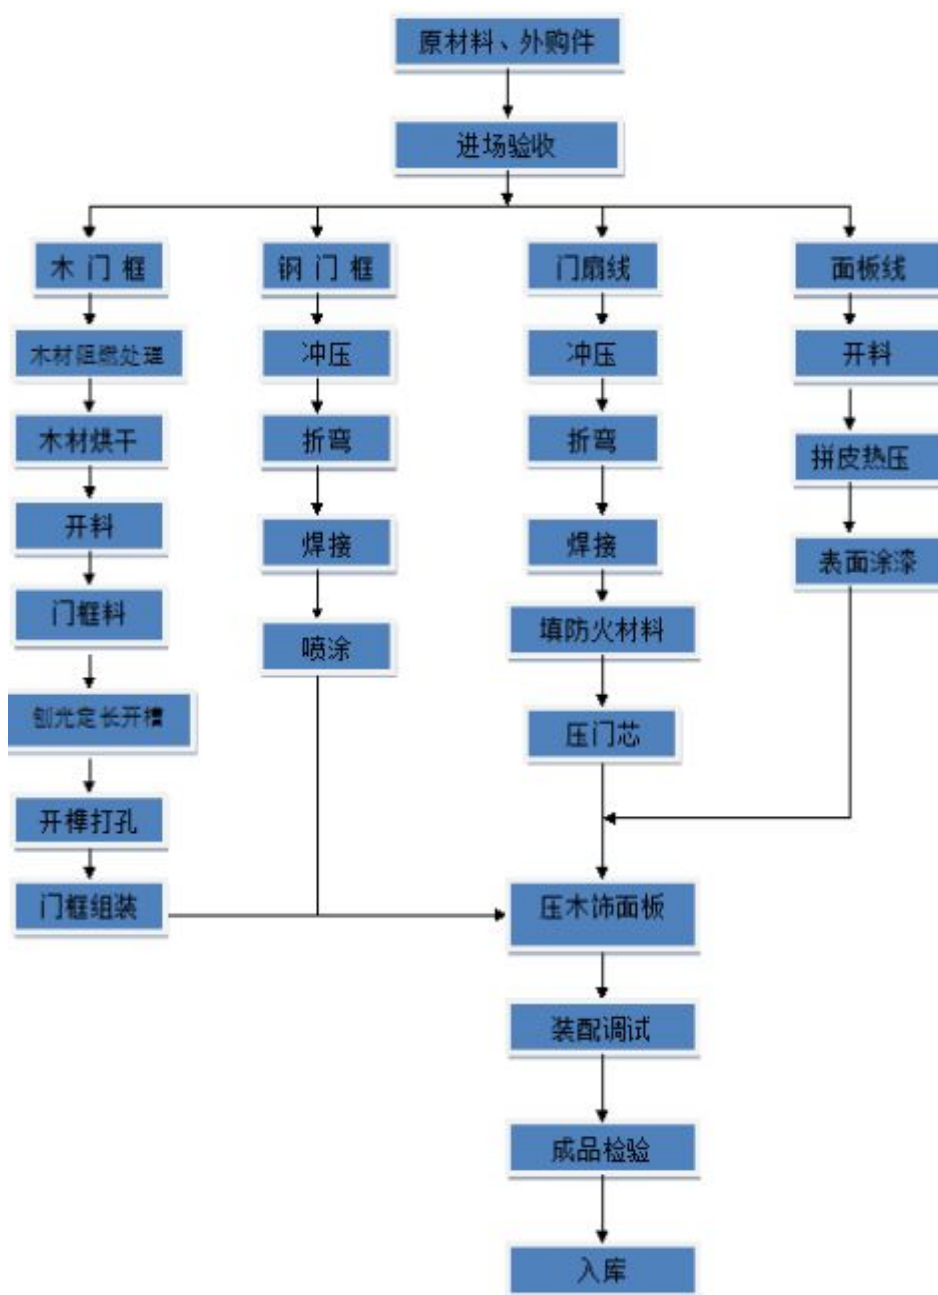 原材料、外购件
进场验收
木 门 框
钢 门 框
门扇线
面板线
木材阻燃处理
冲压
冲压
开料
木材烘干
折弯
折弯
拼皮热压
开料
焊接
焊接
表面涂漆
门框料
喷涂
填防火材料
刨光定长开槽
压门芯
开榫打孔
门框组装
压木饰面板
装配调试
成品检验
入库